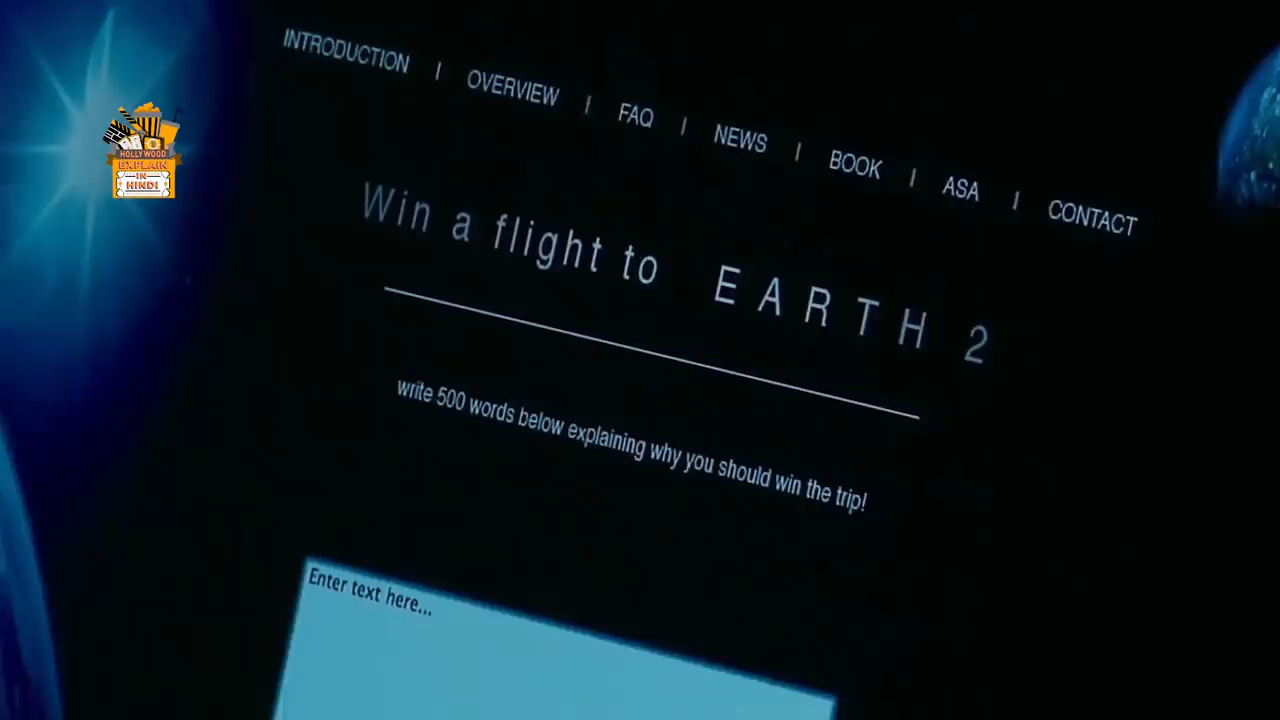 INTRODUCTION | OVERVIEW | FAQ | NEWS | BOOK | ASA | CONTACT
HOLLYWOOD
EXPLAIN
IN
HINDI
Win a flight to EARTH 2
write 500 words below explaining why you should win the trip!
Enter text here...